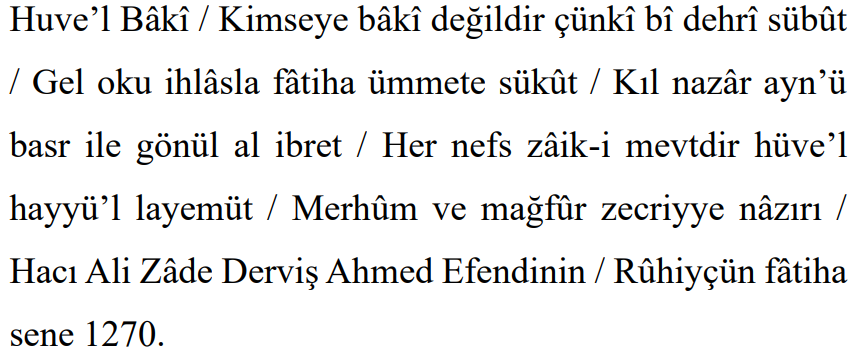 Huve’l Bâkî / Kimseye bâkî değildir çünkî bî dehrî sübût
/ Gel oku ihlâsla fâtiha ümmete sükût / Kıl nazâr ayn’ü
basr ile gönül al ibret / Her nefs zâik-i mevtdir hüve’l
hayyü’l layemüt / Merhûm ve mağfûr zecriyye nâzırı /
Hacı Ali Zâde Derviş Ahmed Efendinin / Rûhiyçün fâtiha
sene 1270.